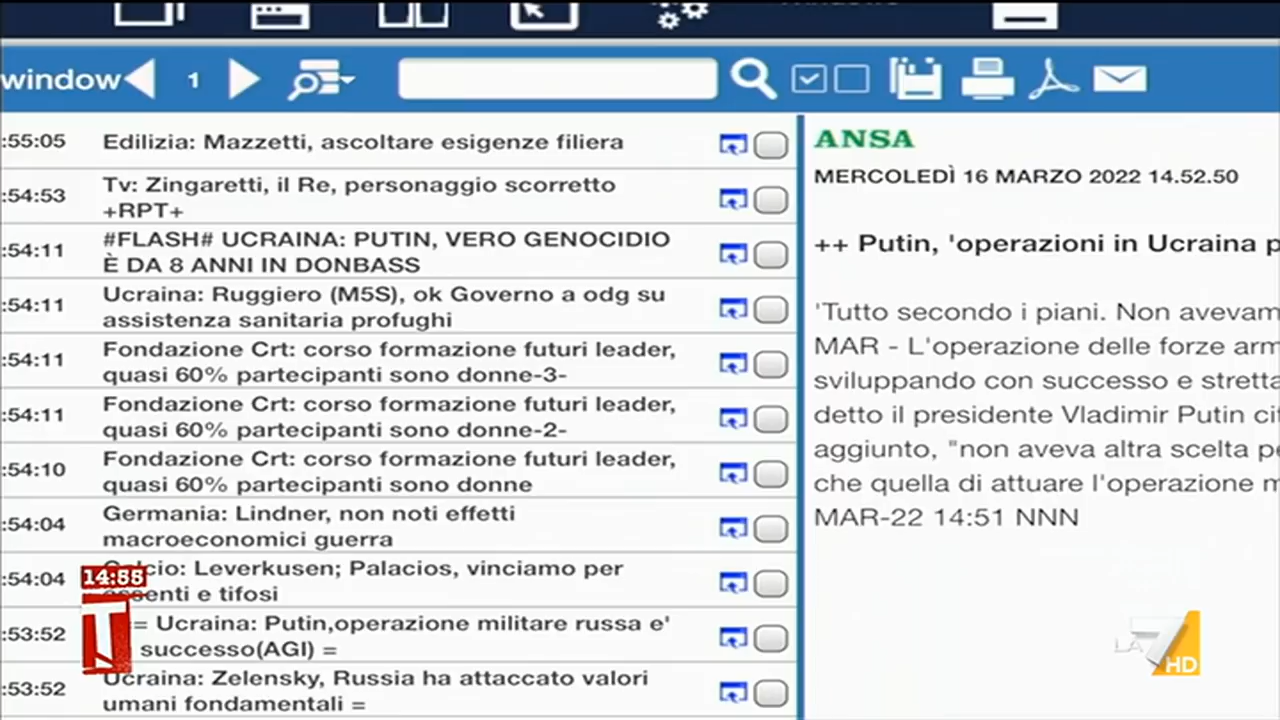 window
1
:55:05
Edilizia: Mazzetti, ascoltare esigenze filiera
:54:53
Tv: Zingaretti, il Re, personaggio scorretto
+RPT+
:54:11
#FLASH# UCRAINA: PUTIN, VERO GENOCIDIO
È DA 8 ANNI IN DONBASS
:54:11
Ucraina: Ruggiero (M5S), ok Governo a odg su
assistenza sanitaria profughi
:54:11
Fondazione Crt: corso formazione futuri leader,
quasi 60% partecipanti sono donne-3-
:54:11
Fondazione Crt: corso formazione futuri leader,
quasi 60% partecipanti sono donne-2-
:54:10
Fondazione Crt: corso formazione futuri leader,
quasi 60% partecipanti sono donne
:54:04
Germania: Lindner, non noti effetti
macroeconomici guerra
:54:04
cio: Leverkusen; Palacios, vinciamo per
e tifosi
:53:52
= Ucraina: Putin,operazione militare russa e'
successo(AGI) =
:53:52
Ucraina: Zelensky, Russia ha attaccato valori
umani fondamentali =
ANSA
MERCOLEDÌ 16 MARZO 2022 14.52.50
++ Putin, 'operazioni in Ucraina p
'Tutto secondo i piani. Non avevam
MAR - L'operazione delle forze arm
sviluppando con successo e stretta
detto il presidente Vladimir Putin cit
aggiunto, "non aveva altra scelta pe
che quella di attuare l'operazione m
MAR-22 14:51 NNN
14:55
T
LA7
HD